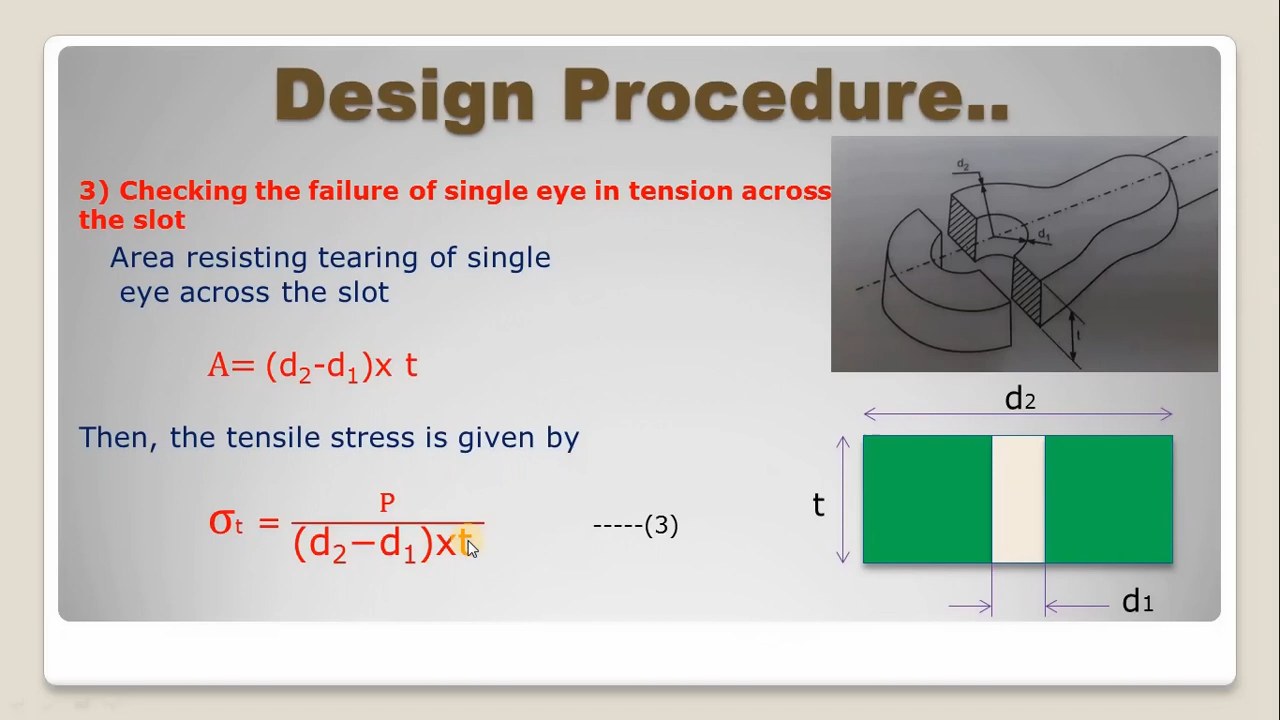 Design Procedure..
3) Checking the failure of single eye in tension across
the slot
Area resisting tearing of single
eye across the slot
A= (d₂-d₁)x t
Then, the tensile stress is given by
σt = P
(d₂−d₁)xt
-----(3)
d₂
d₁
t
d2
t
d1